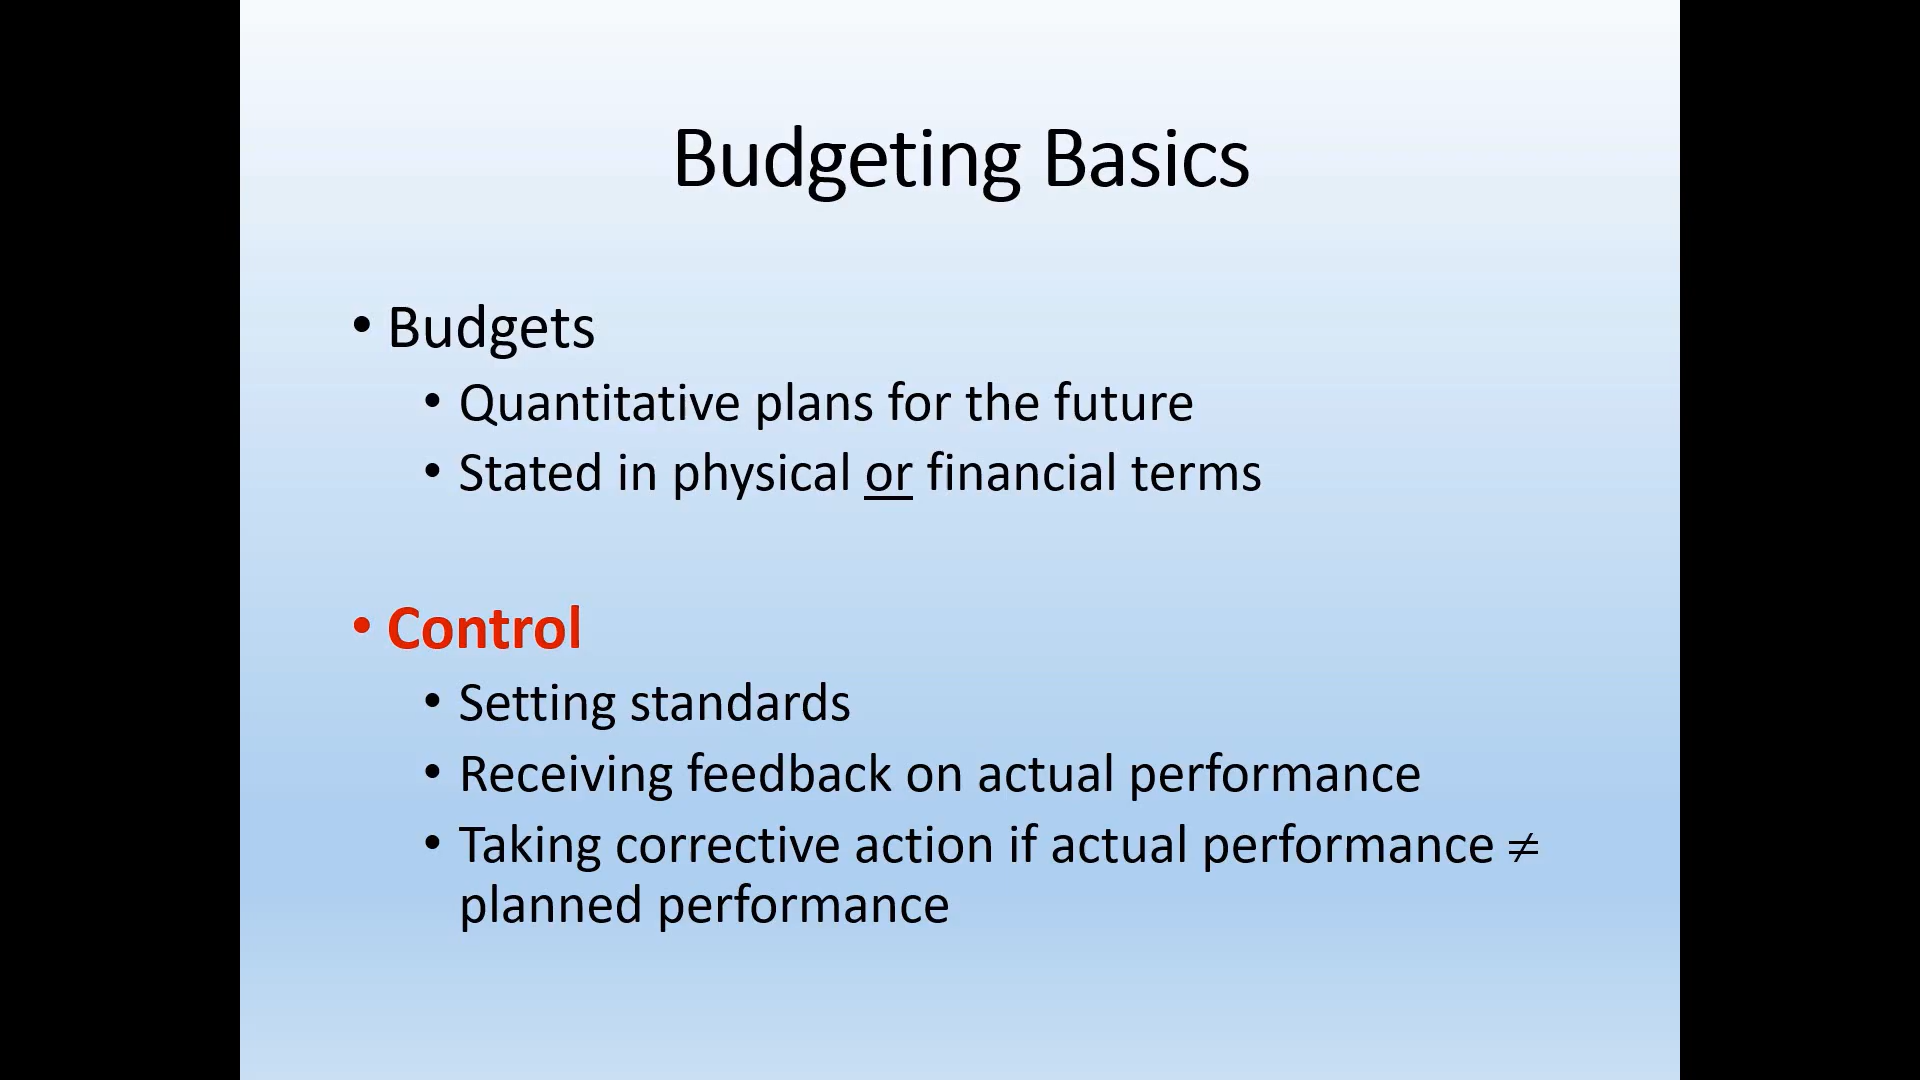 Budgeting Basics
• Budgets
• Quantitative plans for the future
• Stated in physical or financial terms
• Control
• Setting standards
• Receiving feedback on actual performance
• Taking corrective action if actual performance ≠
planned performance